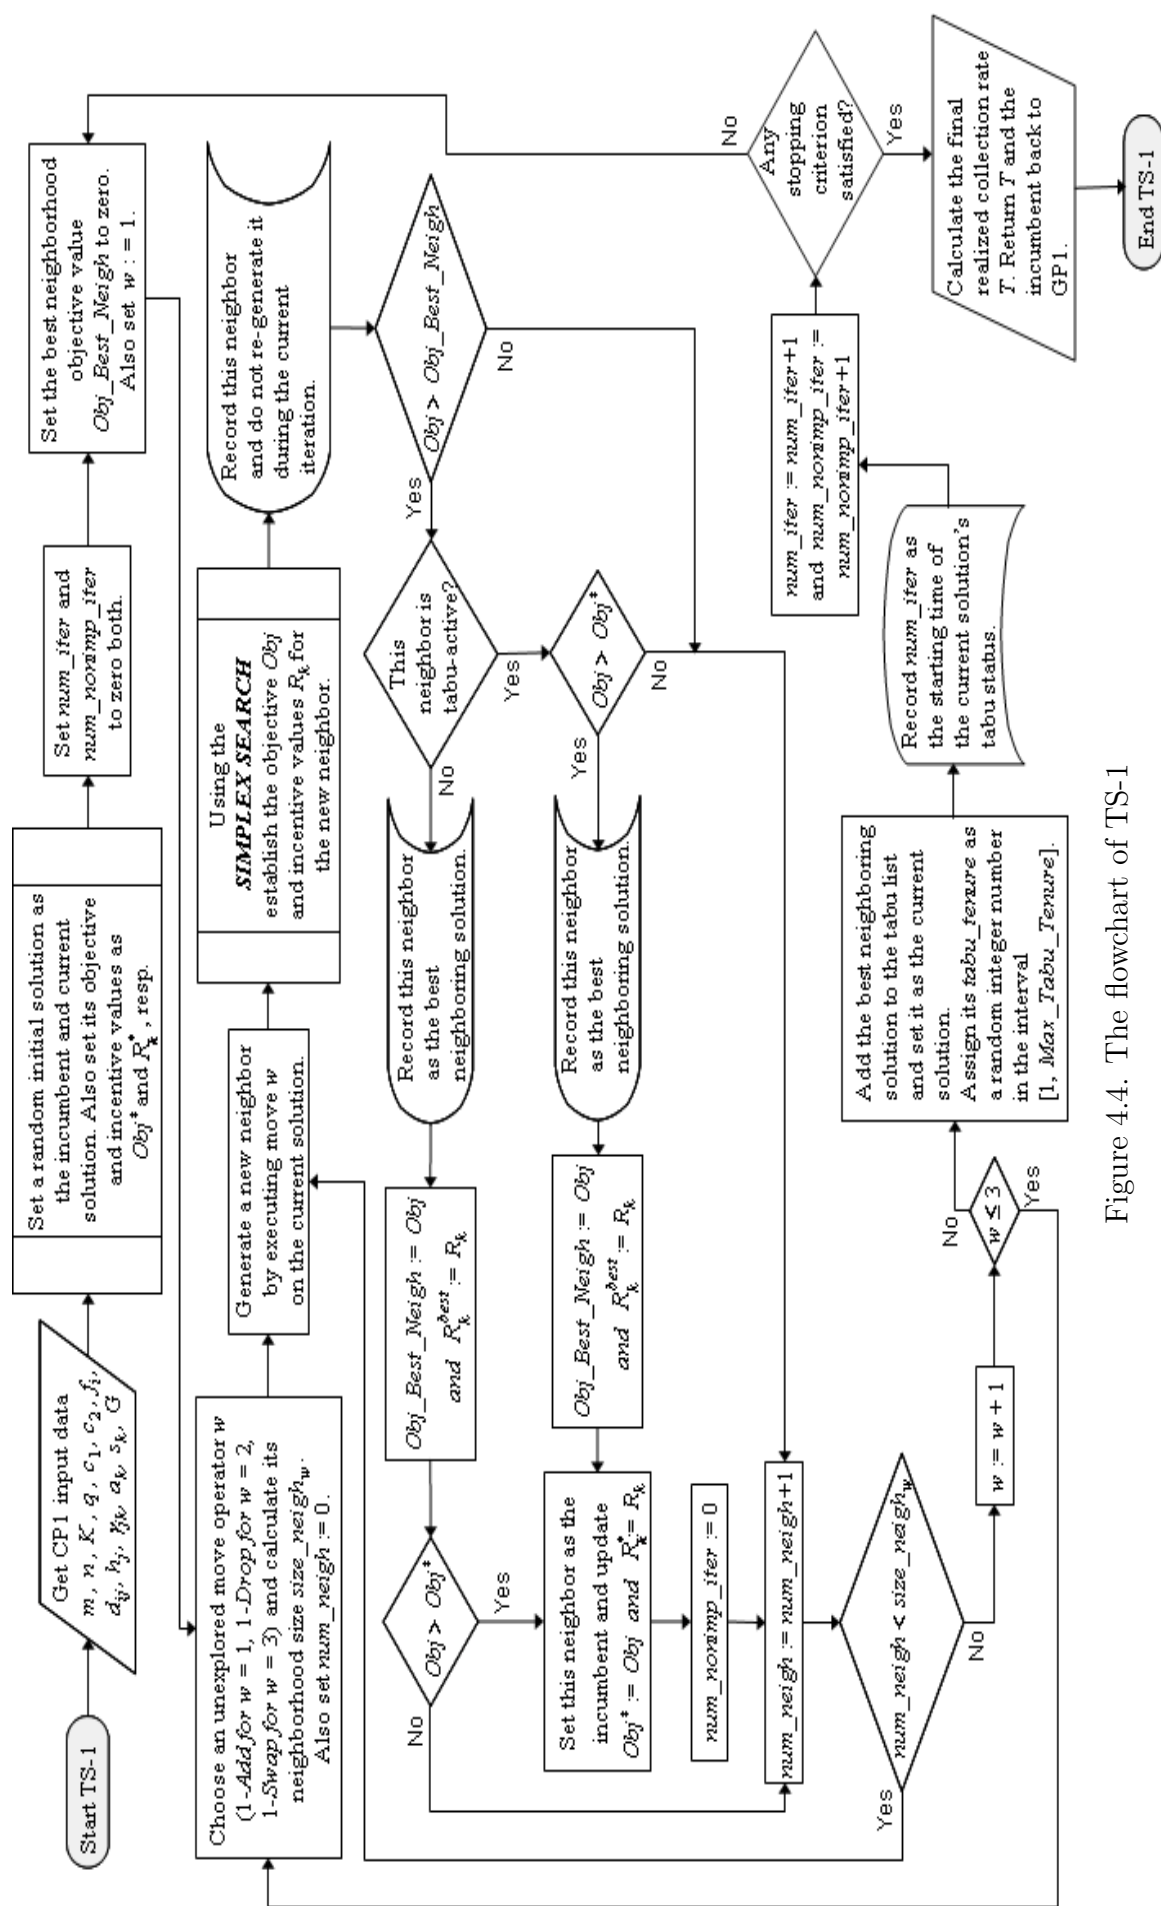 Start TS-1
Get CP1 input data
m, n, K, q, c₁, c₂, fᵢ,
dᵢⱼ, hⱼ, rⱼₖ, aₖ, sₖ, G
Set a random initial solution as
the incumbent and current
solution. Also set its objective
and incentive values as
Obj* and Rₖ*, resp.
Set num_iter and
num_nonimp_iter
to zero both.
Set the best neighborhood
objective value
Obj_Best_Neigh to zero.
Also set w := 1.
Choose an unexplored move operator w
(1-Add for w = 1, 1-Drop for w = 2,
1-Swap for w = 3) and calculate its
neighborhood size size_neigh_w.
Also set num_neigh := 0.
Generate a new neighbor
by executing move w
on the current solution.
Using the
SIMPLEX SEARCH
establish the objective Obj
and incentive values Rₖ for
the new neighbor.
Record this neighbor
and do not re-generate it
during the current
iteration.
Obj > Obj_Best_Neigh
Yes
No
This
neighbor is
tabu-active?
No
Yes
Record this neighbor
as the best
neighboring solution.
Obj_Best_Neigh := Obj
and Rₖ^best := Rₖ
Obj > Obj*
No
Yes
Obj > Obj*
Yes
No
Record this neighbor
as the best
neighboring solution.
Obj_Best_Neigh := Obj
and Rₖ^best := Rₖ
Set this neighbor as the
incumbent and update
Obj* := Obj and Rₖ* := Rₖ
num_nonimp_iter := 0
num_neigh := num_neigh+1
num_neigh < size_neigh_w
Yes
No
w := w + 1
w ≤ 3
No
Yes
Add the best neighboring
solution to the tabu list
and set it as the current
solution.
Assign its tabu_tenure as
a random integer number
in the interval
[1, Max_Tabu_Tenure].
Record num_iter as
the starting time of
the current solution's
tabu status.
num_iter := num_iter+1
and num_nonimp_iter :=
num_nonimp_iter+1
Any
stopping
criterion
satisfied?
No
Yes
Calculate the final
realized collection rate
T. Return T and the
incumbent back to
GP1.
End TS-1
Figure 4.4. The flowchart of TS-1